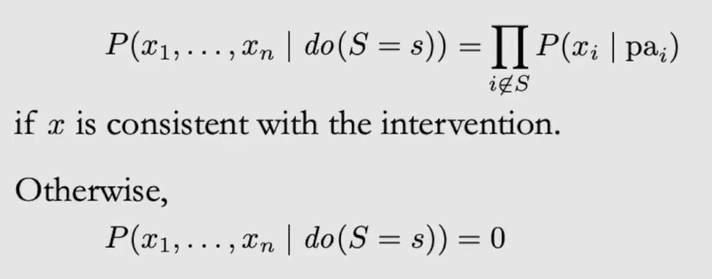 P(x₁, . . . , xₙ | do(S = s)) = ∏_{i∉S} P(xᵢ | paᵢ)
if x is consistent with the intervention.
Otherwise,
P(x₁, . . . , xₙ | do(S = s)) = 0